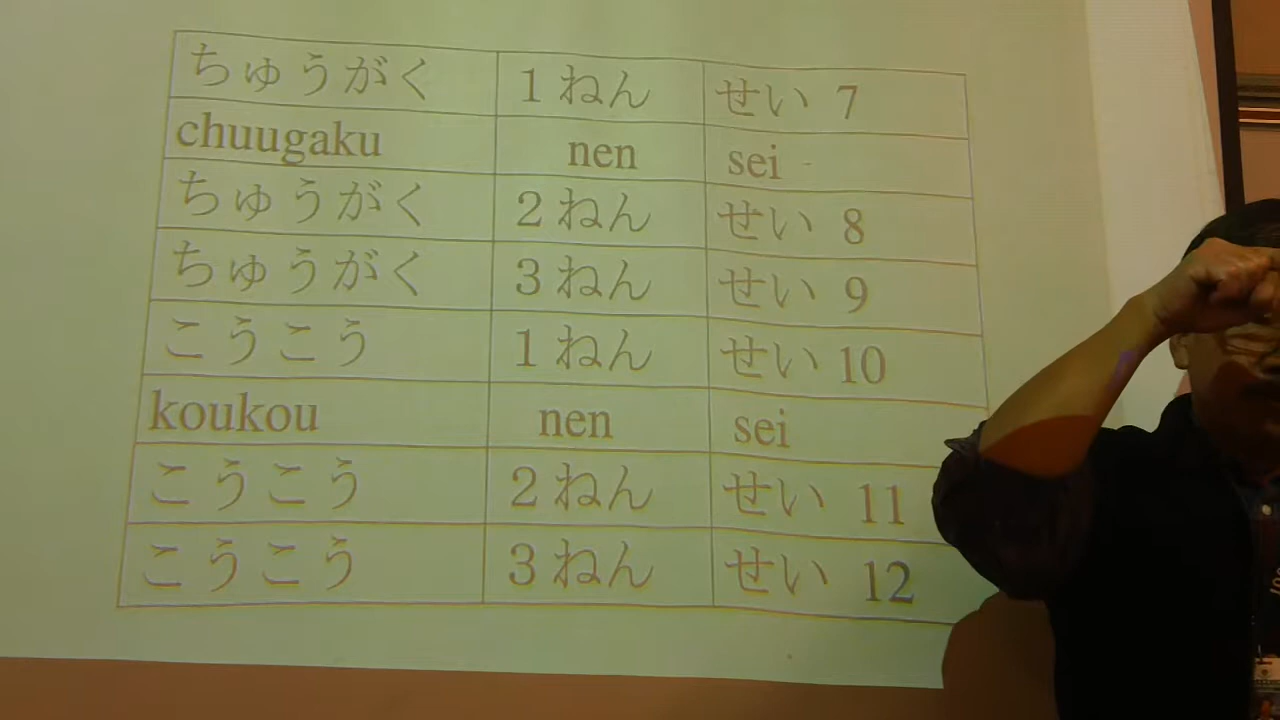 ちゅうがく 1 ねん せい 7
chuugaku nen sei
ちゅうがく 2 ねん せい 8
ちゅうがく 3 ねん せい 9
こうこう 1 ねん せい 10
koukou nen sei
こうこう 2 ねん せい 11
こうこう 3 ねん せい 12